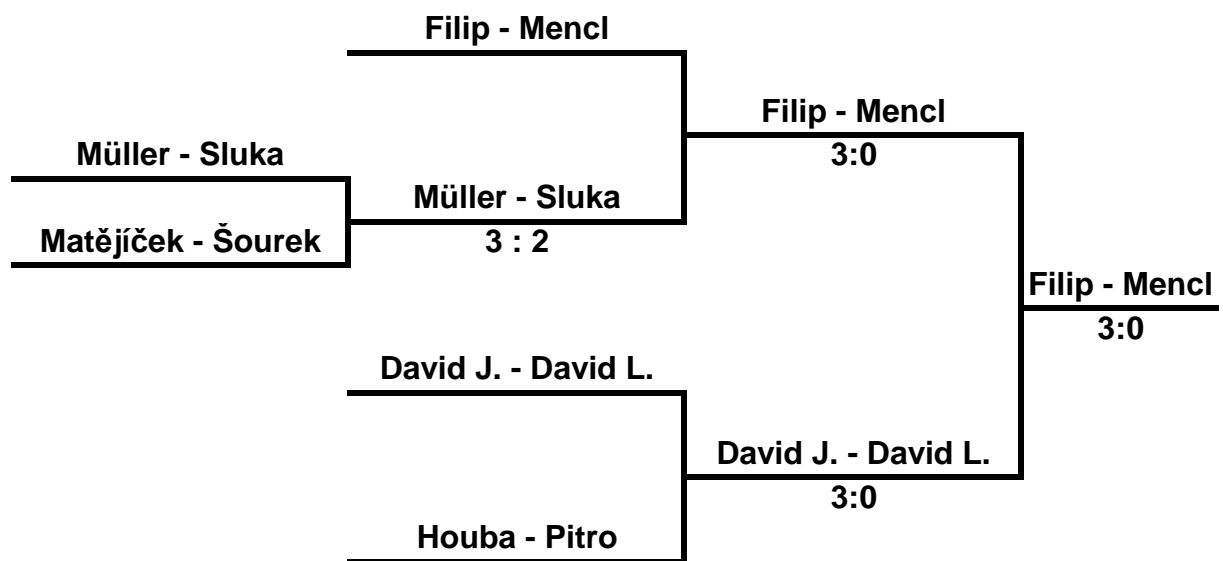 Filip - Mencl
Filip - Mencl
3:0
Müller - Sluka
Müller - Sluka
Matějíček - Šourek
3 : 2
Filip - Mencl
3:0
David J. - David L.
David J. - David L.
3:0
Houba - Pitro